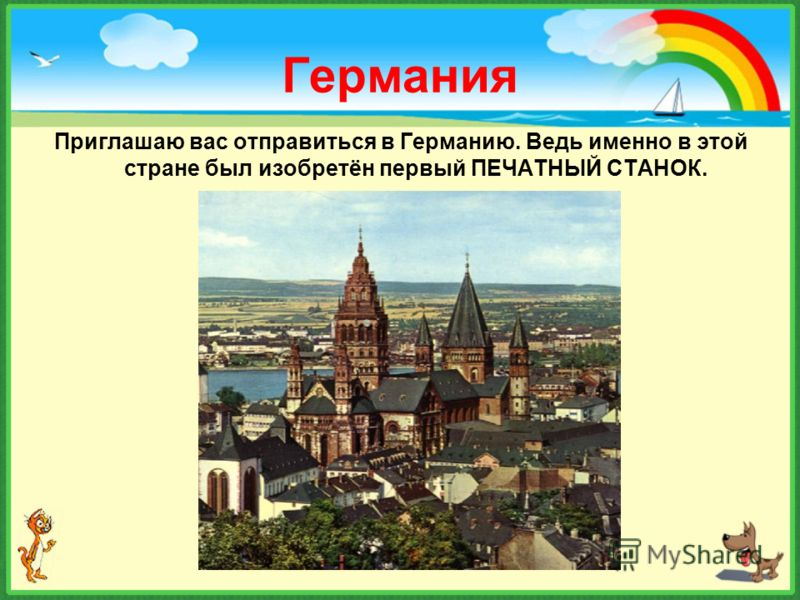 Германия
Приглашаю вас отправиться в Германию. Ведь именно в этой
стране был изобретён первый ПЕЧАТНЫЙ СТАНОК.
MyShared